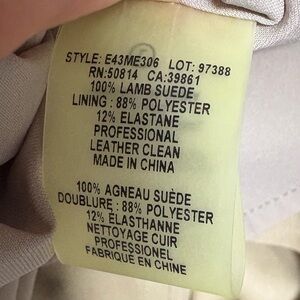 STYLE: E43ME306 LOT: 97388
RN:50814 CA:39861
100% LAMB SUEDE
LINING : 88% POLYESTER
12% ELASTANE
PROFESSIONAL
LEATHER CLEAN
MADE IN CHINA
100% AGNEAU SUÈDE
DOUBLURE : 88% POLYESTER
12% ÉLASTHANNE
NETTOYAGE CUIR
PROFESSIONEL
FABRIQUÉ EN CHINE